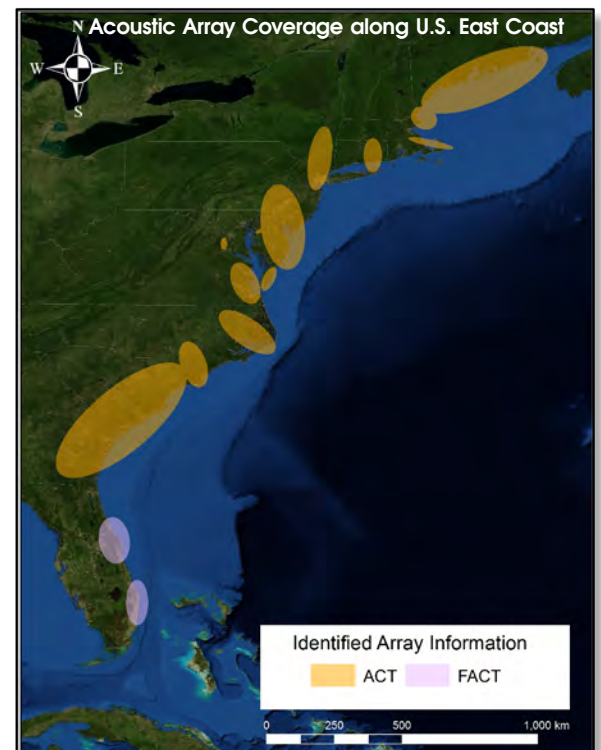 Acoustic Array Coverage along U.S. East Coast
N
W E
S
Identified Array Information
ACT FACT
0 250 500 1,000 km